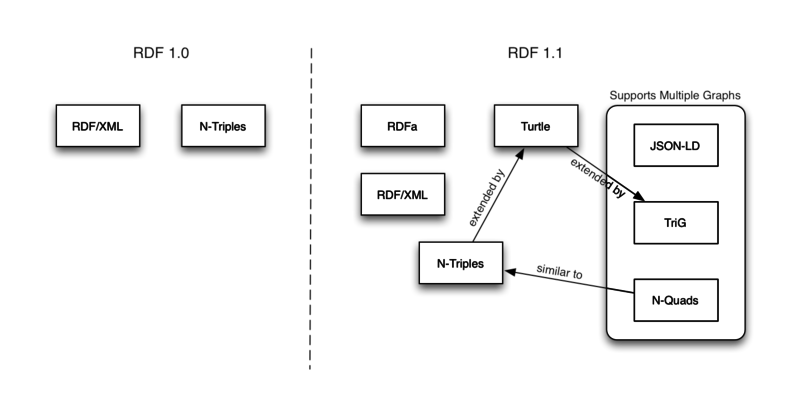 RDF 1.0
RDF/XML
N-Triples
RDF 1.1
Supports Multiple Graphs
RDFa
Turtle
JSON-LD
extended by
extended by
RDF/XML
TriG
N-Triples
similar to
N-Quads